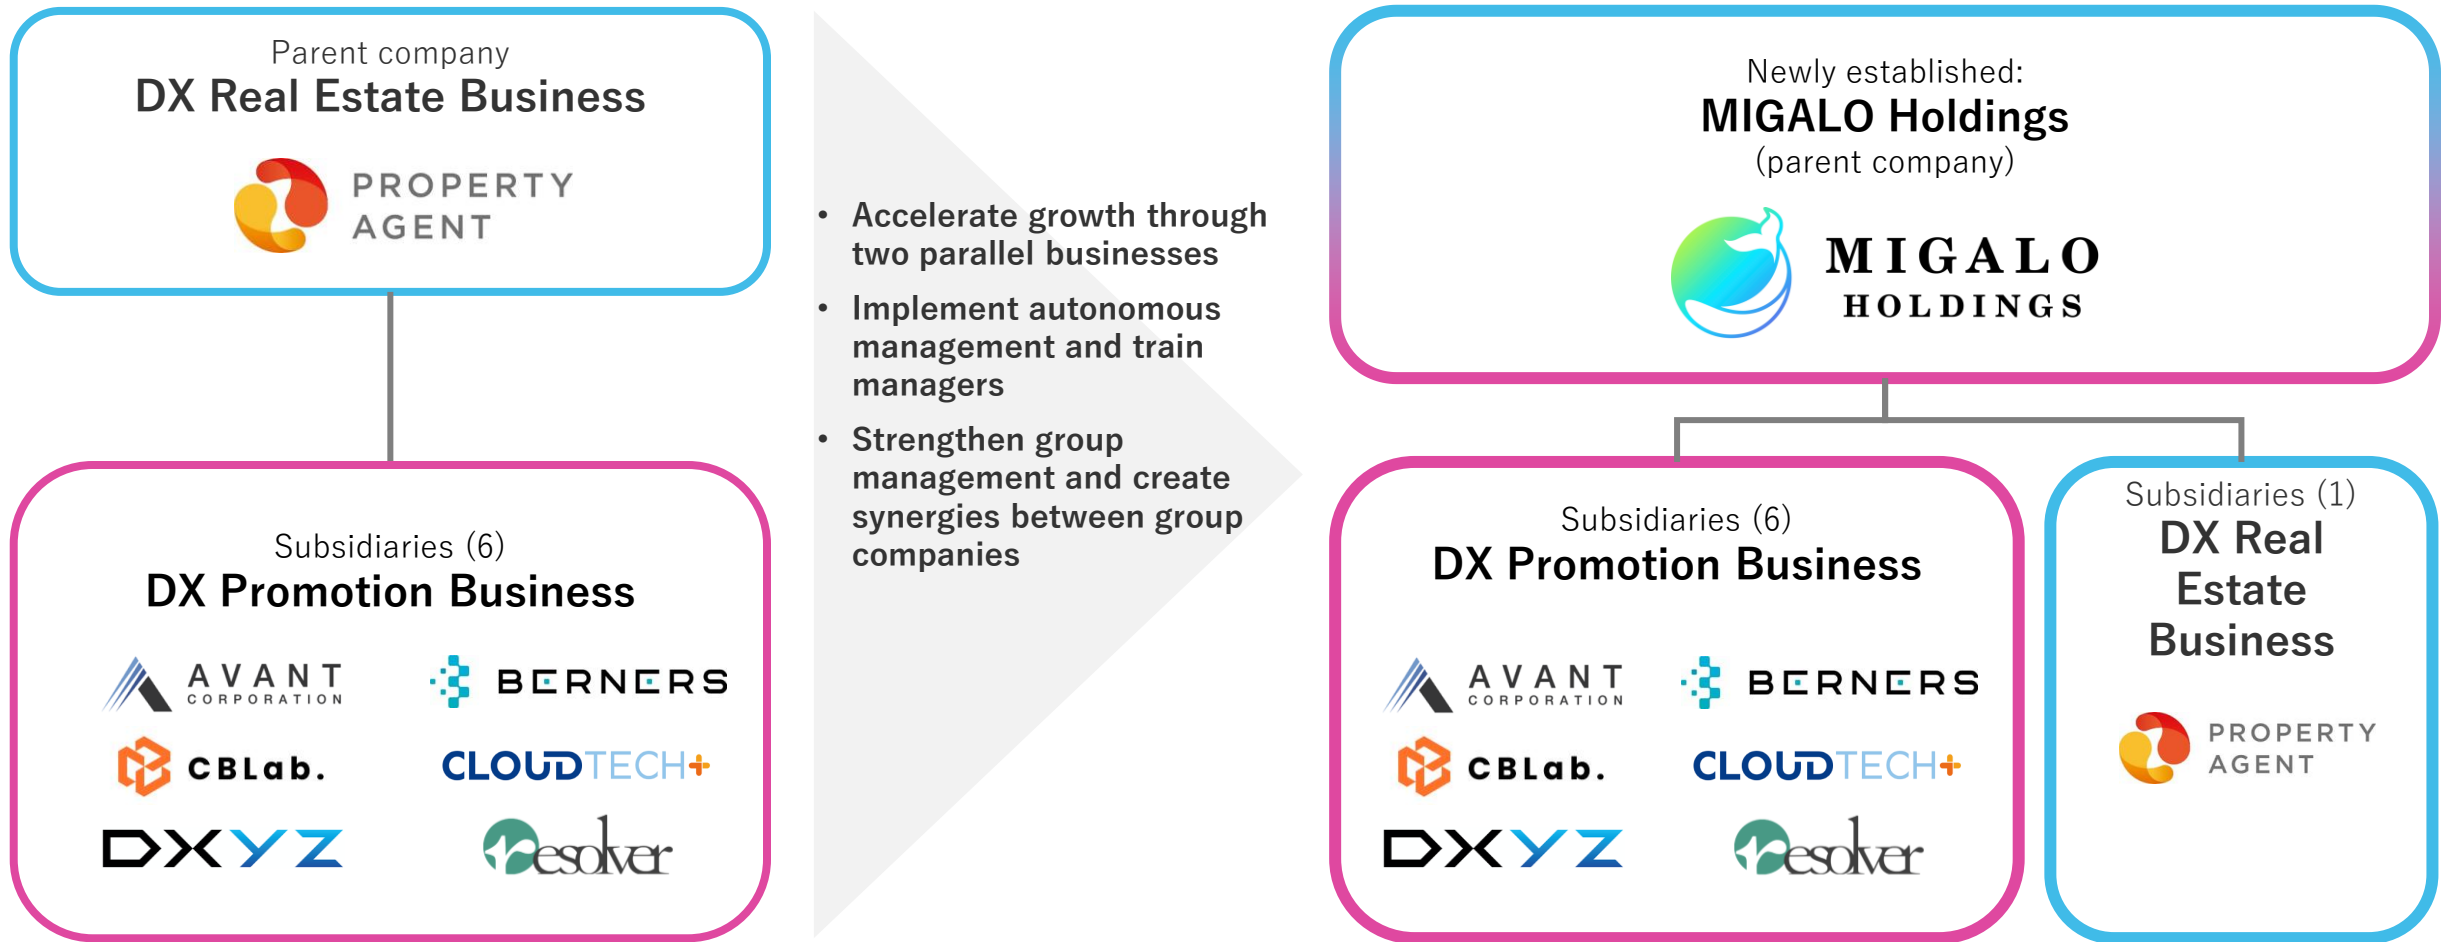 Parent company
DX Real Estate Business
PROPERTY
AGENT
Subsidiaries (6)
DX Promotion Business
AVANT
CORPORATION
BERNERS
CBLab.
CLOUDTECH+
DXYZ
resolver
• Accelerate growth through
two parallel businesses
• Implement autonomous
management and train
managers
• Strengthen group
management and create
synergies between group
companies
Newly established:
MIGALO Holdings
(parent company)
MIGALO
HOLDINGS
Subsidiaries (6)
DX Promotion Business
AVANT
CORPORATION
BERNERS
CBLab.
CLOUDTECH+
DXYZ
resolver
Subsidiaries (1)
DX Real
Estate
Business
PROPERTY
AGENT